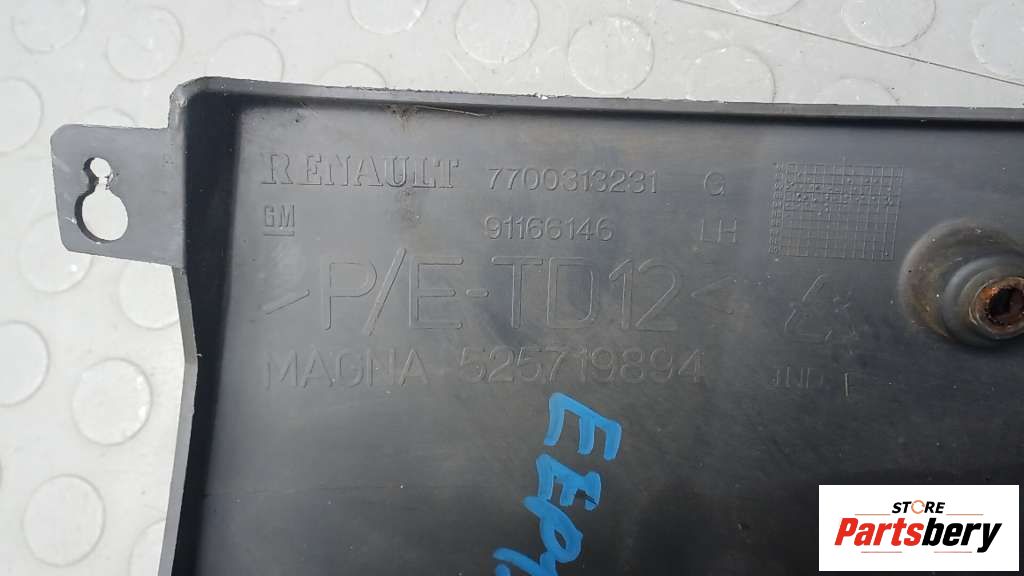 RENAULT 7700313231 G
GM 91166146 LH
>P/E-TD12<
MAGNA 525719894
STORE
Partsbery